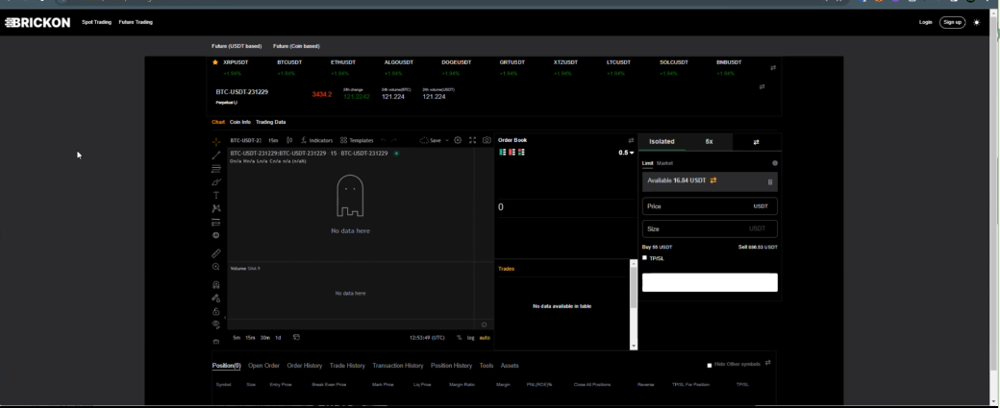 BRICKON Spot Trading Future Trading Login Sign up
Future (USDT based) Future (Coin based)
XRPUSDT BTCUSDT ETHUSDT ALGOUSDT DOGEUSDT GRTUSDT XTZUSDT LTCUSDT SOLCUSDT BNBUSDT
+1.94% +1.94% +1.94% +1.94% +1.94% +1.94% +1.94% +1.94% +1.94% +1.94%
BTC-USDT-231229 3434.2 24h change 24h volume(BTC) 24h volume(USDT)
Perpetual 121.2242 121.224 121.224
Chart Coin Info Trading Data
BTC-USDT-23 15m Indicators Templates Save
BTC-USDT-231229:BTC-USDT-231229 15 BTC-USDT-231229
On/a Hn/a Ln/a Cn/a n/a (n/a%)
No data here
Volume SMA 9
No data here
5m 15m 30m 1d 12:53:49 (UTC) % log auto
Order Book
0.5
0
Trades
No data available in table
Isolated 5x
Limit Market
Available 16.84 USDT
Price USDT
Size USDT
Buy 55 USDT Sell 686.53 USDT
TP/SL
Position(0) Open Order Order History Trade History Transaction History Position History Tools Assets Hide Other symbols
Symbol Size Entry Price Break Even Price Mark Price Liq.Price Margin Ratio Margin PNL(ROE)% Close All Positions Reverse TP/SL For Position TP/SL